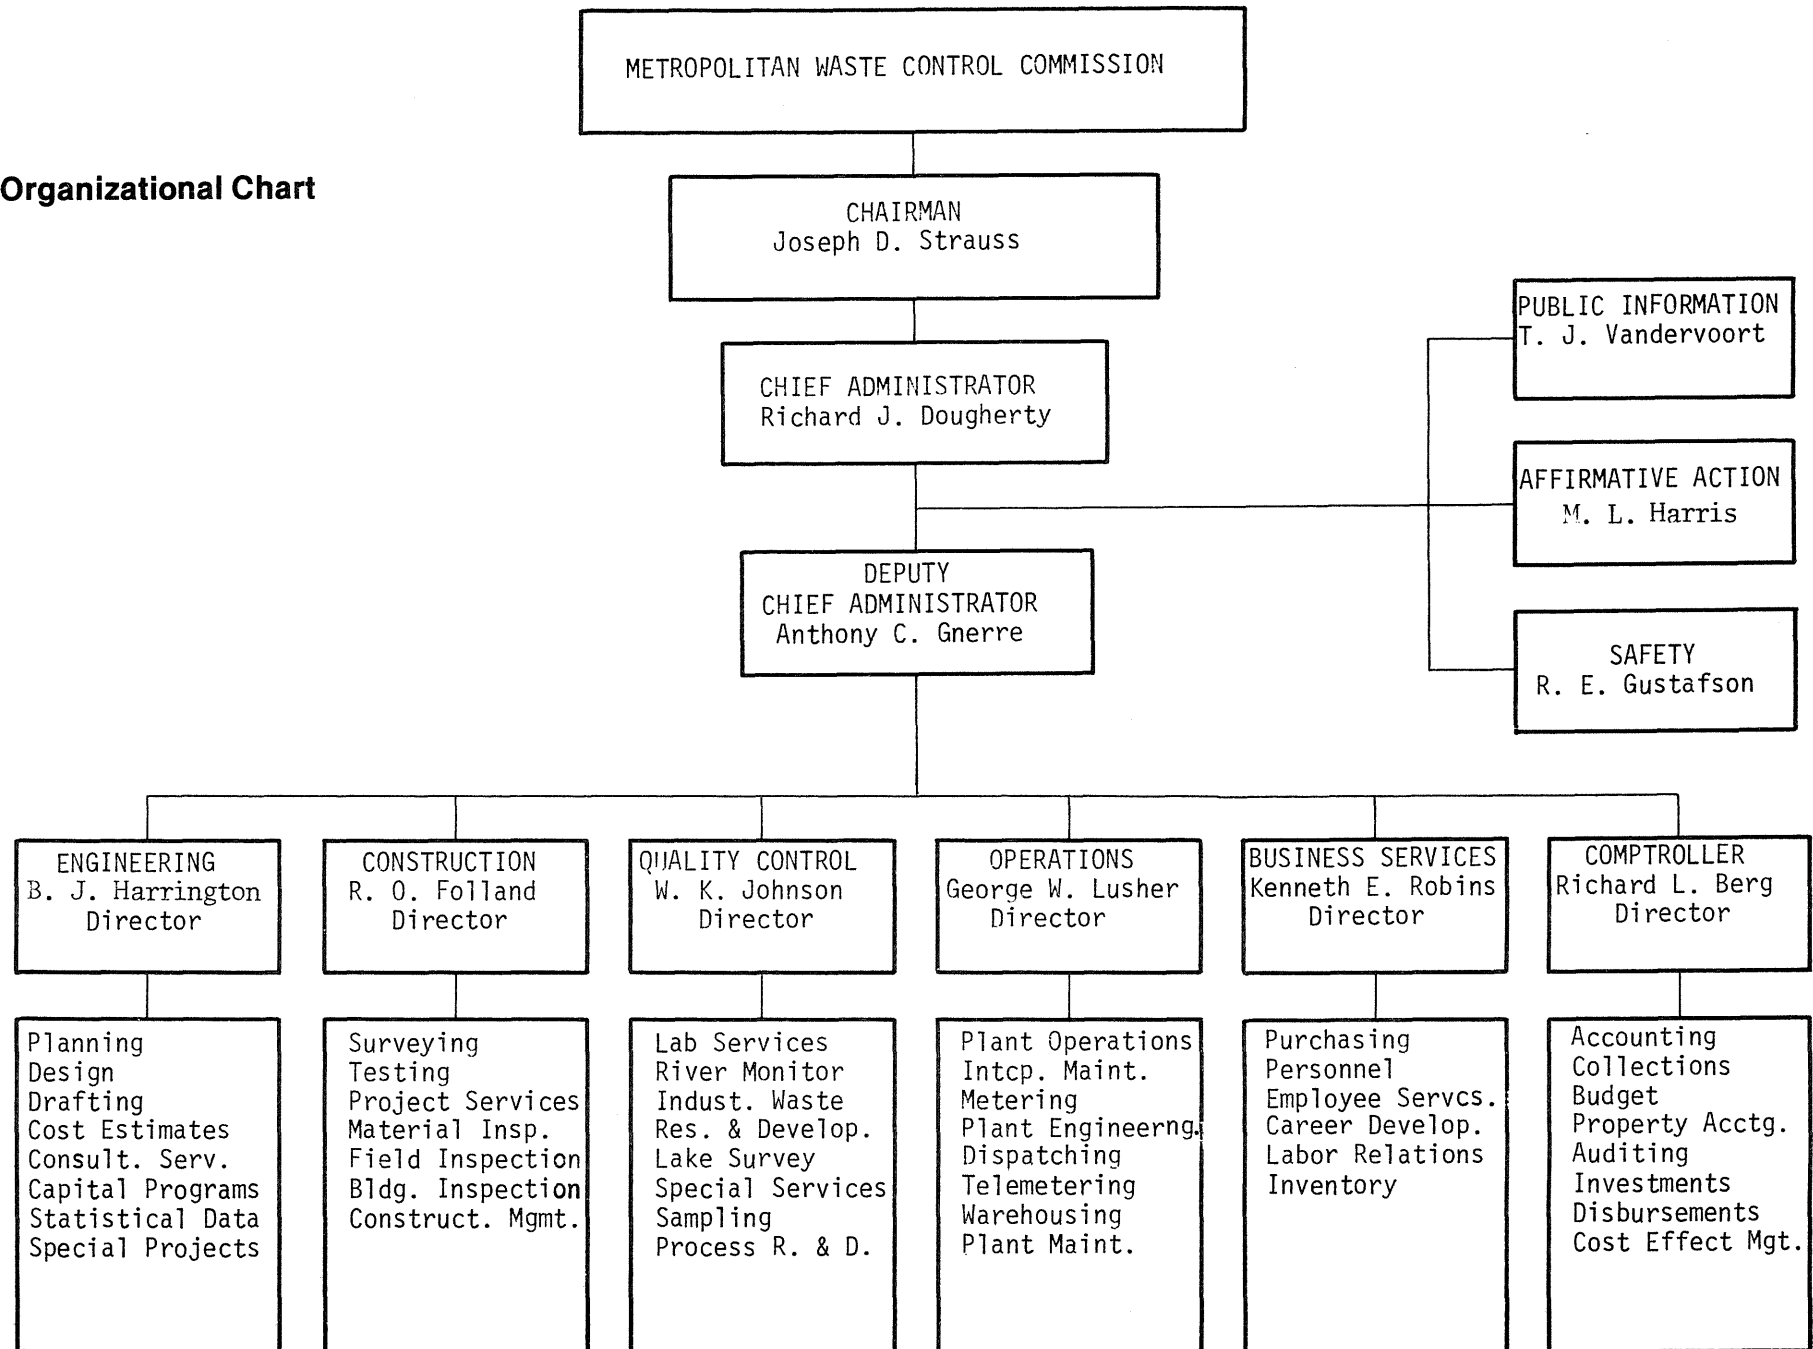 METROPOLITAN WASTE CONTROL COMMISSION
Organizational Chart
CHAIRMAN
Joseph D. Strauss
CHIEF ADMINISTRATOR
Richard J. Dougherty
PUBLIC INFORMATION
T. J. Vandervoort
AFFIRMATIVE ACTION
M. L. Harris
DEPUTY
CHIEF ADMINISTRATOR
Anthony C. Gnerre
SAFETY
R. E. Gustafson
ENGINEERING
B. J. Harrington
Director
CONSTRUCTION
R. O. Folland
Director
QUALITY CONTROL
W. K. Johnson
Director
OPERATIONS
George W. Lusher
Director
BUSINESS SERVICES
Kenneth E. Robins
Director
COMPTROLLER
Richard L. Berg
Director
Planning
Design
Drafting
Cost Estimates
Consult. Serv.
Capital Programs
Statistical Data
Special Projects
Surveying
Testing
Project Services
Material Insp.
Field Inspection
Bldg. Inspection
Construct. Mgmt.
Lab Services
River Monitor
Indust. Waste
Res. & Develop.
Lake Survey
Special Services
Sampling
Process R. & D.
Plant Operations
Intcp. Maint.
Metering
Plant Engineerng.
Dispatching
Telemetering
Warehousing
Plant Maint.
Purchasing
Personnel
Employee Servcs.
Career Develop.
Labor Relations
Inventory
Accounting
Collections
Budget
Property Acctg.
Auditing
Investments
Disbursements
Cost Effect Mgt.